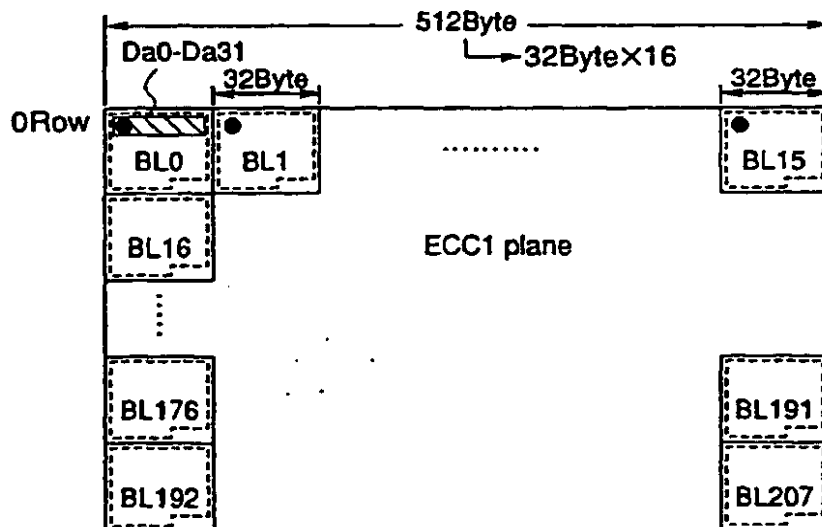 512Byte
32Byte×16
Da0-Da31
32Byte
32Byte
0Row
BL0
BL1
.........
BL15
BL16
ECC1 plane
BL176
BL191
BL192
BL207